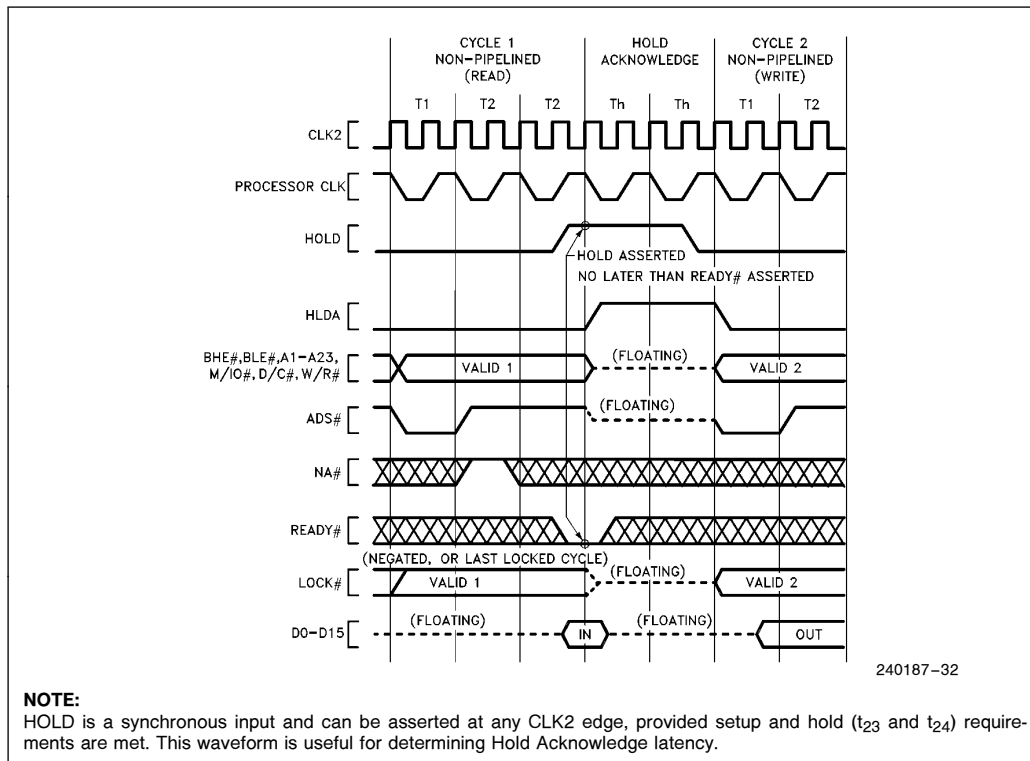 CYCLE 1
NON-PIPELINED
(READ)
HOLD
ACKNOWLEDGE
CYCLE 2
NON-PIPELINED
(WRITE)
T1 T2 T2 Th Th T1 T2
CLK2
PROCESSOR CLK
HOLD
HOLD ASSERTED
NO LATER THAN READY# ASSERTED
HLDA
BHE#,BLE#,A1-A23,
M/IO#,D/C#,W/R#
VALID 1 (FLOATING) VALID 2
ADS# (FLOATING)
NA#
READY#
(NEGATED, OR LAST LOCKED CYCLE)
LOCK# VALID 1 (FLOATING) VALID 2
D0-D15 (FLOATING) IN (FLOATING) OUT
240187-32
NOTE:
HOLD is a synchronous input and can be asserted at any CLK2 edge, provided setup and hold (t23 and t24) require-
ments are met. This waveform is useful for determining Hold Acknowledge latency.